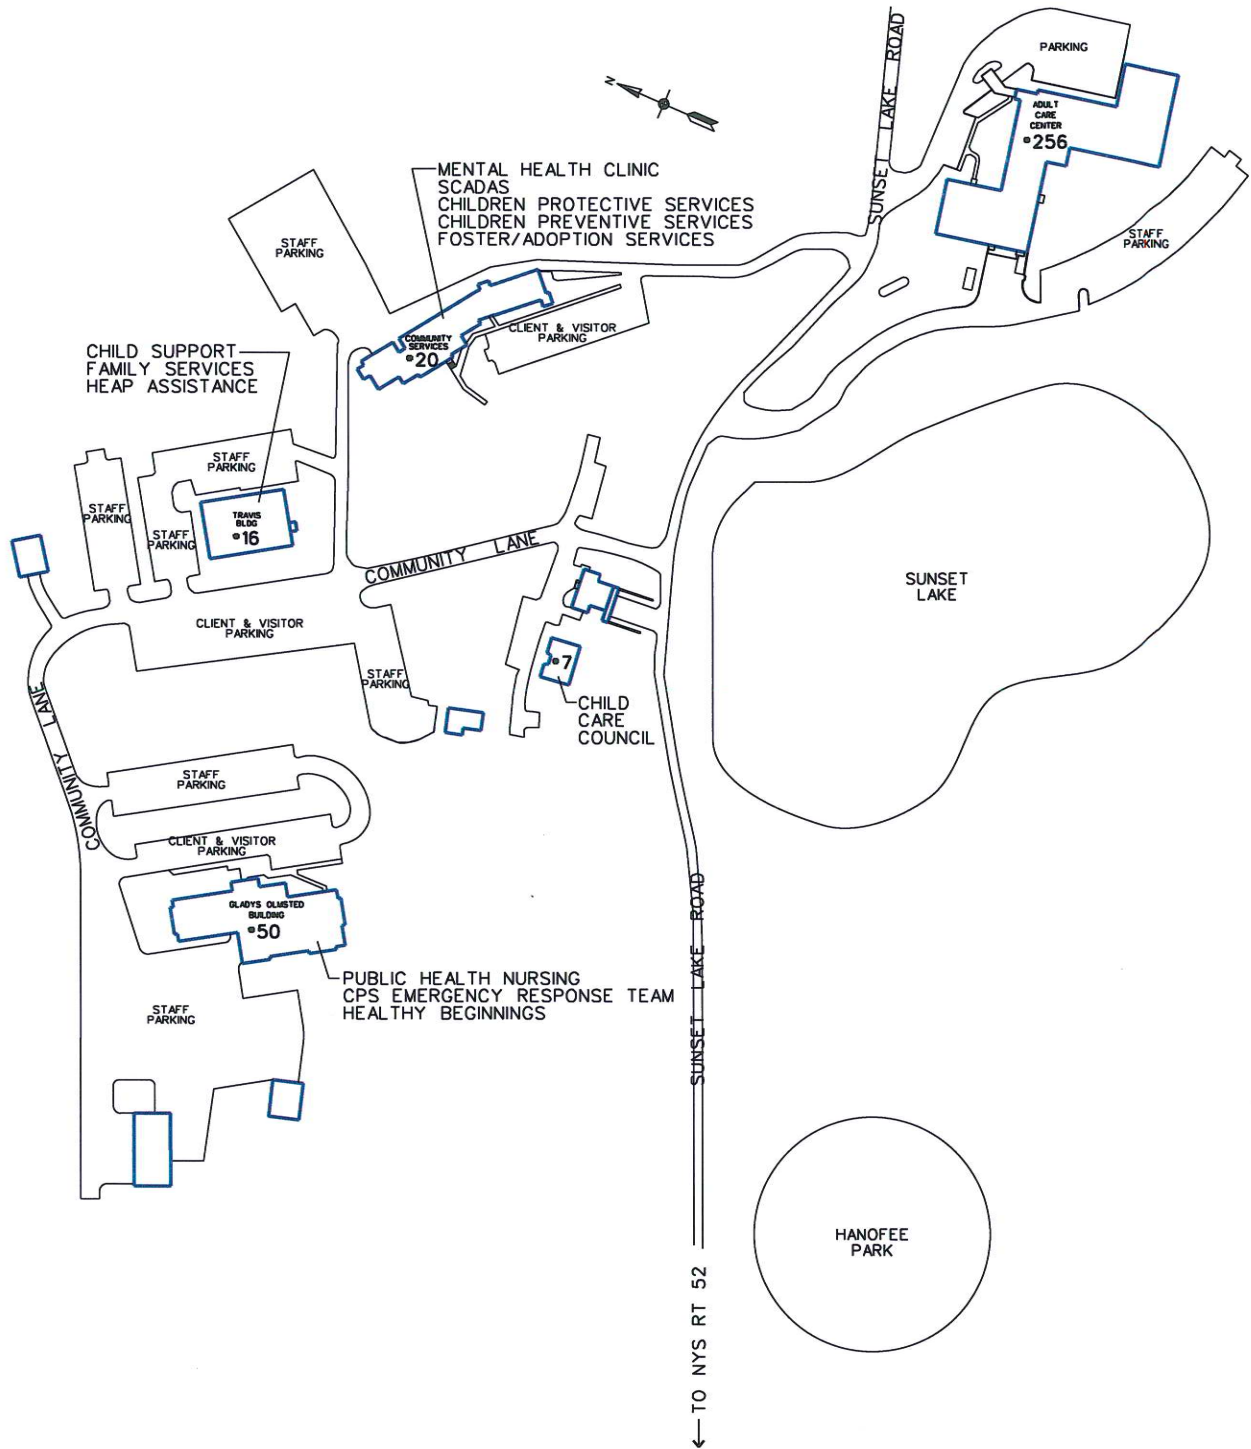 SUNSET LAKE ROAD
PARKING
N
ADULT
CARE
CENTER
256
MENTAL HEALTH CLINIC
SCADAS
CHILDREN PROTECTIVE SERVICES
CHILDREN PREVENTIVE SERVICES
FOSTER/ADOPTION SERVICES
STAFF
PARKING
STAFF
PARKING
CLIENT & VISITOR
PARKING
COMMUNITY
SERVICES
20
CHILD SUPPORT
FAMILY SERVICES
HEAP ASSISTANCE
STAFF
PARKING
STAFF
PARKING
STAFF
PARKING
TRAVIS
BLDG
16
COMMUNITY LANE
SUNSET
LAKE
CLIENT & VISITOR
PARKING
7
STAFF
PARKING
CHILD
CARE
COUNCIL
COMMUNITY LANE
STAFF
PARKING
CLIENT & VISITOR
PARKING
GLADYS OLMSTED
BUILDING
50
SUNSET LAKE ROAD
PUBLIC HEALTH NURSING
CPS EMERGENCY RESPONSE TEAM
HEALTHY BEGINNINGS
STAFF
PARKING
HANOFEE
PARK
TO NYS RT 52